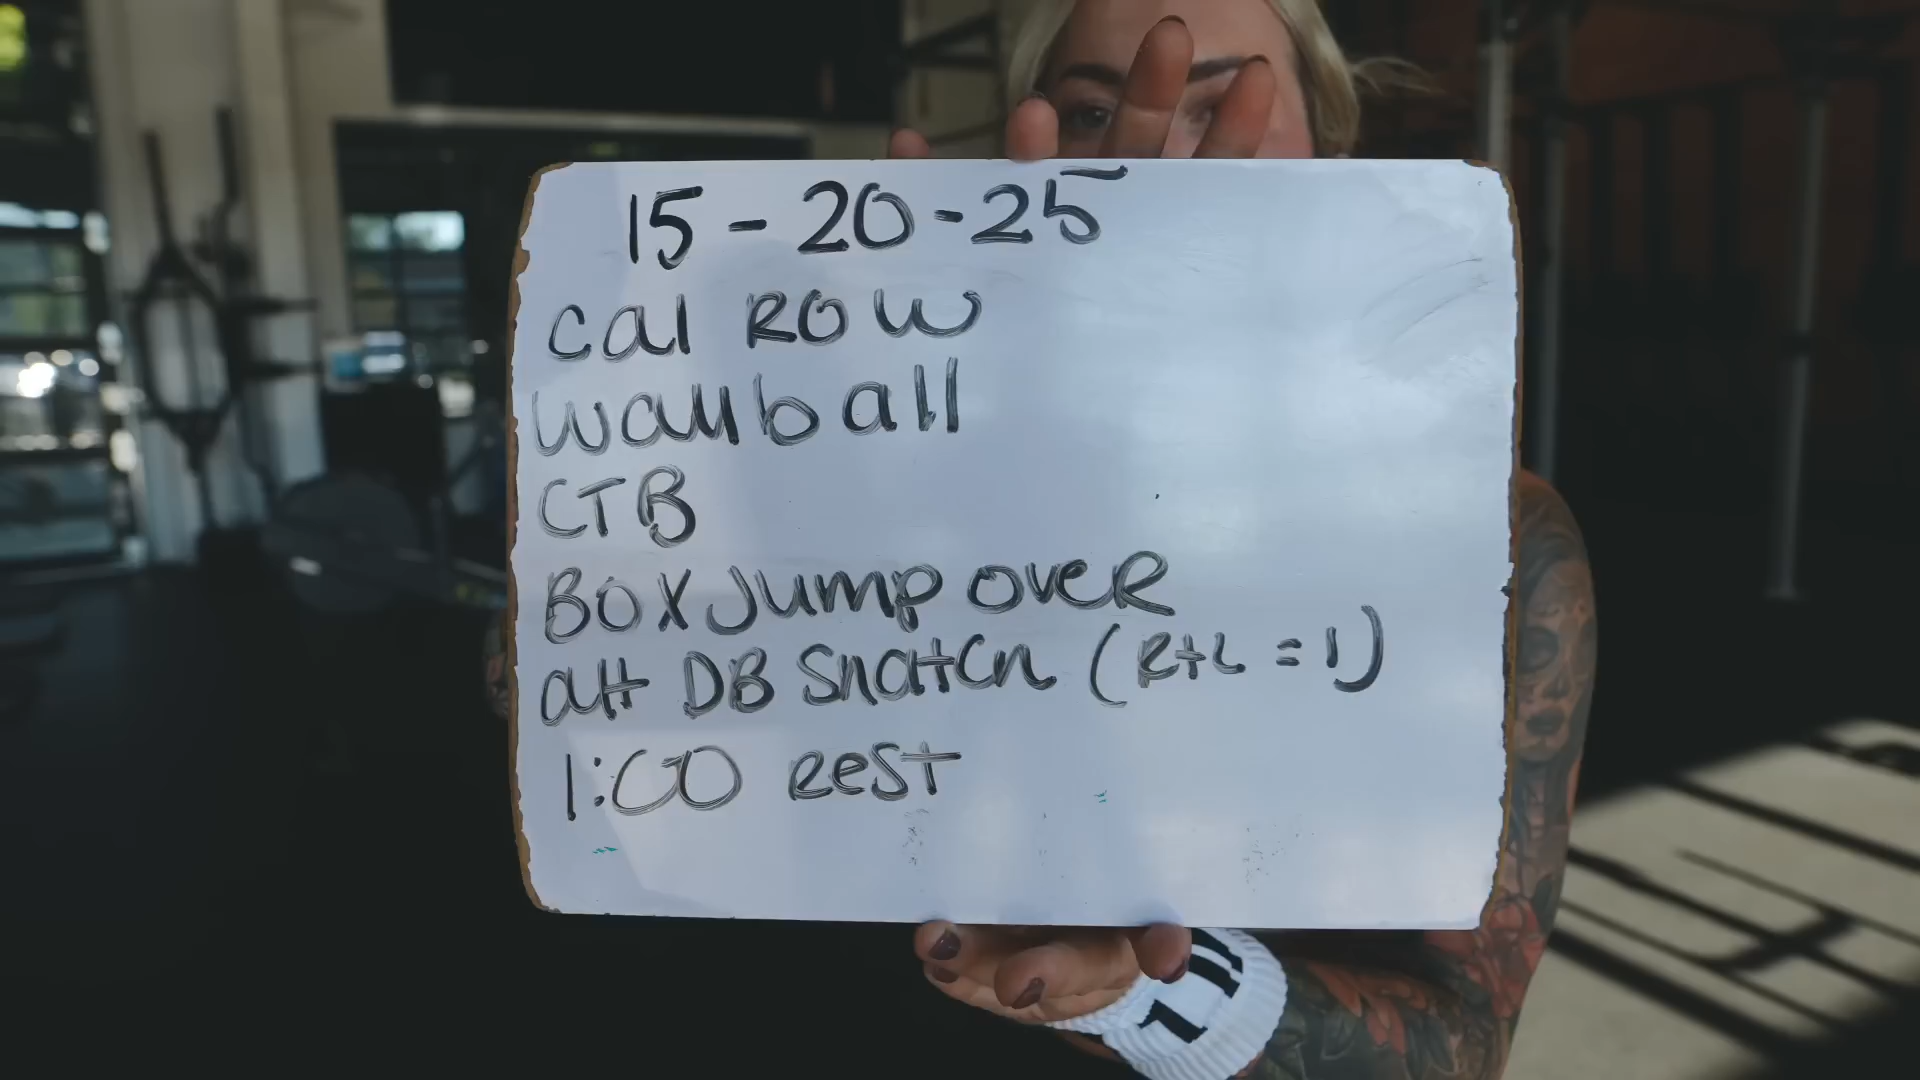 15 - 20 - 25
cal Row
wallball
CTB
BOX Jump oveR
alt DB Snatch (R+L = 1)
1:00 Rest